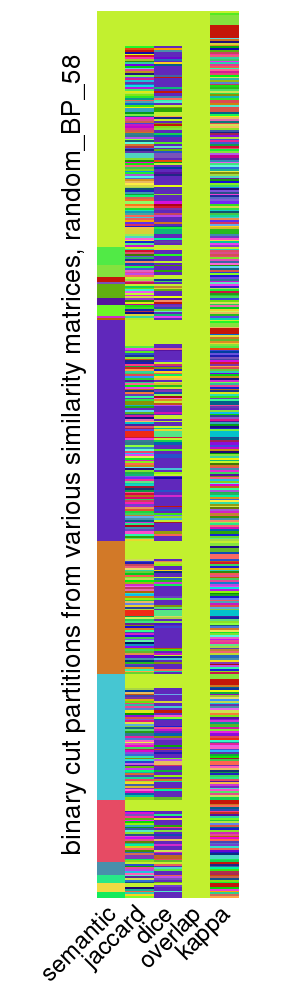 binary cut partitions from various similarity matrices, random_BP_58
semantic
jaccard
dice
overlap
kappa